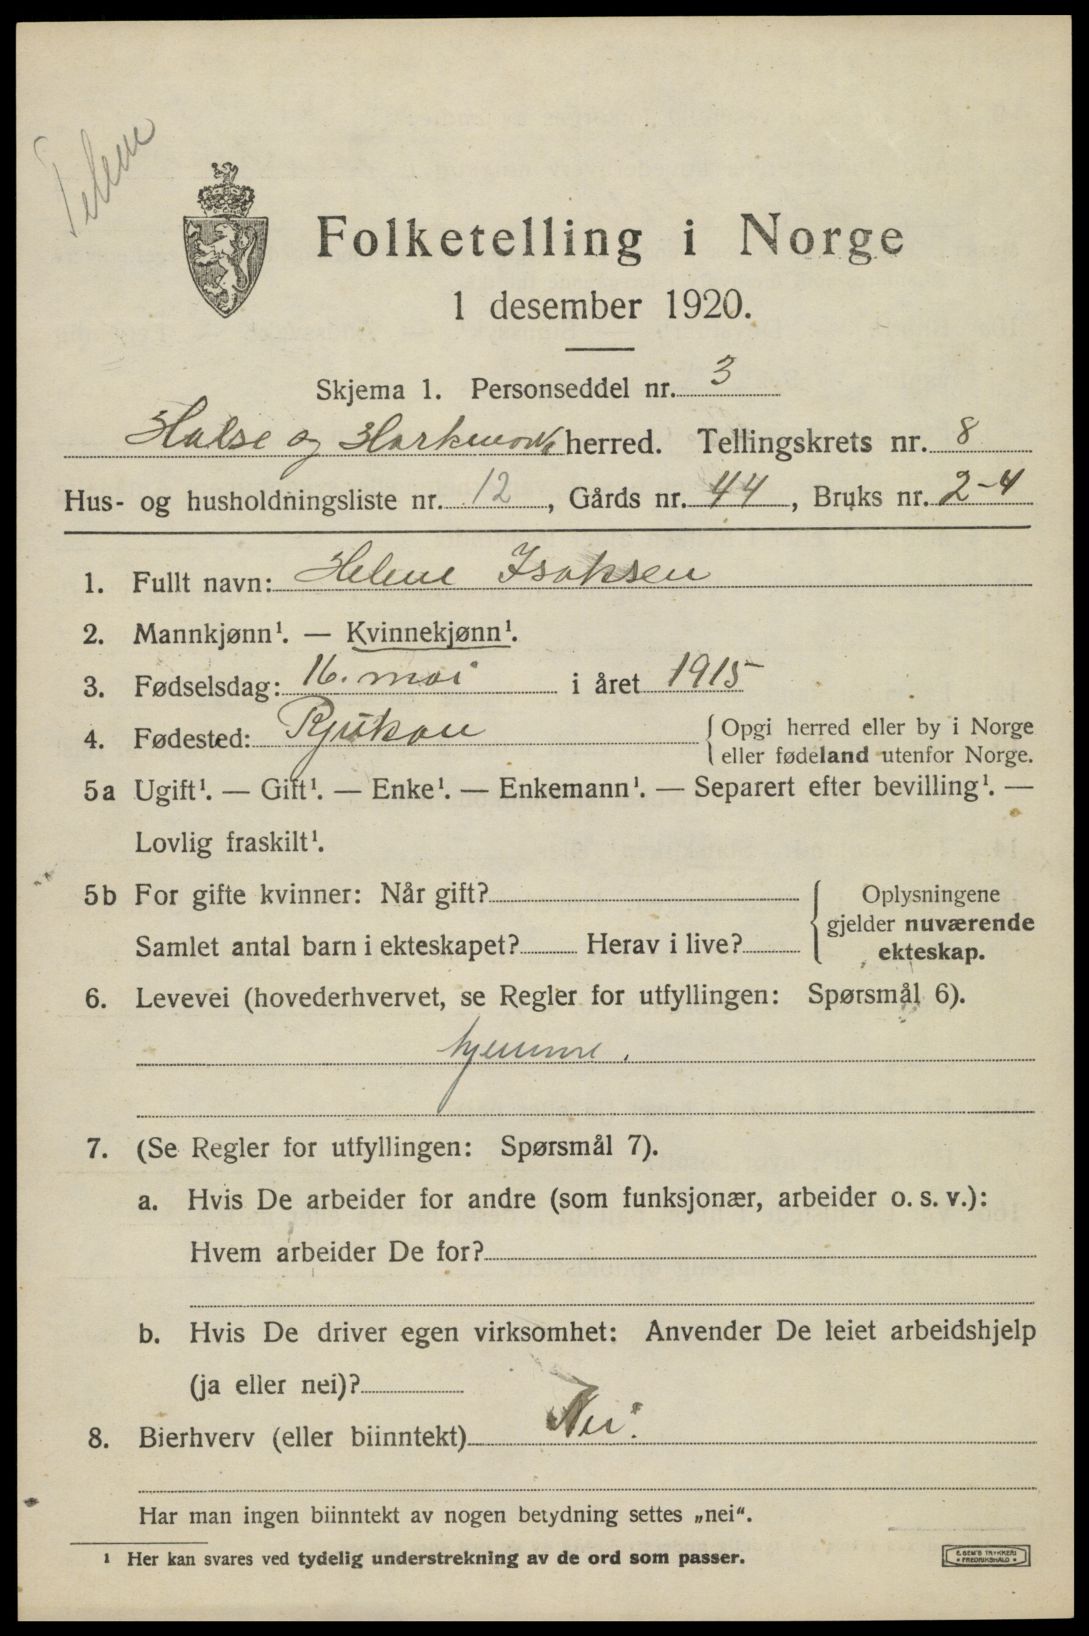 Telem
Folketelling i Norge
1 desember 1920.
Skjema 1. Personseddel nr. 3
Halse og Harkmark herred. Tellingskrets nr. 8
Hus- og husholdningsliste nr. 12, Gårds nr. 44, Bruks nr. 2-4
1. Fullt navn: Helene Isaksen
2. Mannkjønn¹. — Kvinnekjønn¹.
3. Fødselsdag: 16. mai i året 1915
4. Fødested: Rjukan {Opgi herred eller by i Norge
eller fødeland utenfor Norge.
5a Ugift¹. — Gift¹. — Enke¹. — Enkemann¹. — Separert efter bevilling¹. —
Lovlig fraskilt¹.
5b For gifte kvinner: Når gift?
Samlet antal barn i ekteskapet? Herav i live?
{Oplysningene
gjelder nuværende
ekteskap.
6. Levevei (hovederhvervet, se Regler for utfyllingen: Spørsmål 6).
hjemme.
7. (Se Regler for utfyllingen: Spørsmål 7).
a. Hvis De arbeider for andre (som funksjonær, arbeider o. s. v.):
Hvem arbeider De for?
b. Hvis De driver egen virksomhet: Anvender De leiet arbeidshjelp
(ja eller nei)?
8. Bierhverv (eller biinntekt) Nei.
Har man ingen biinntekt av nogen betydning settes „nei“.
¹ Her kan svares ved tydelig understrekning av de ord som passer.
E. SEM'S TRYKKERI
FREDRIKSHALD